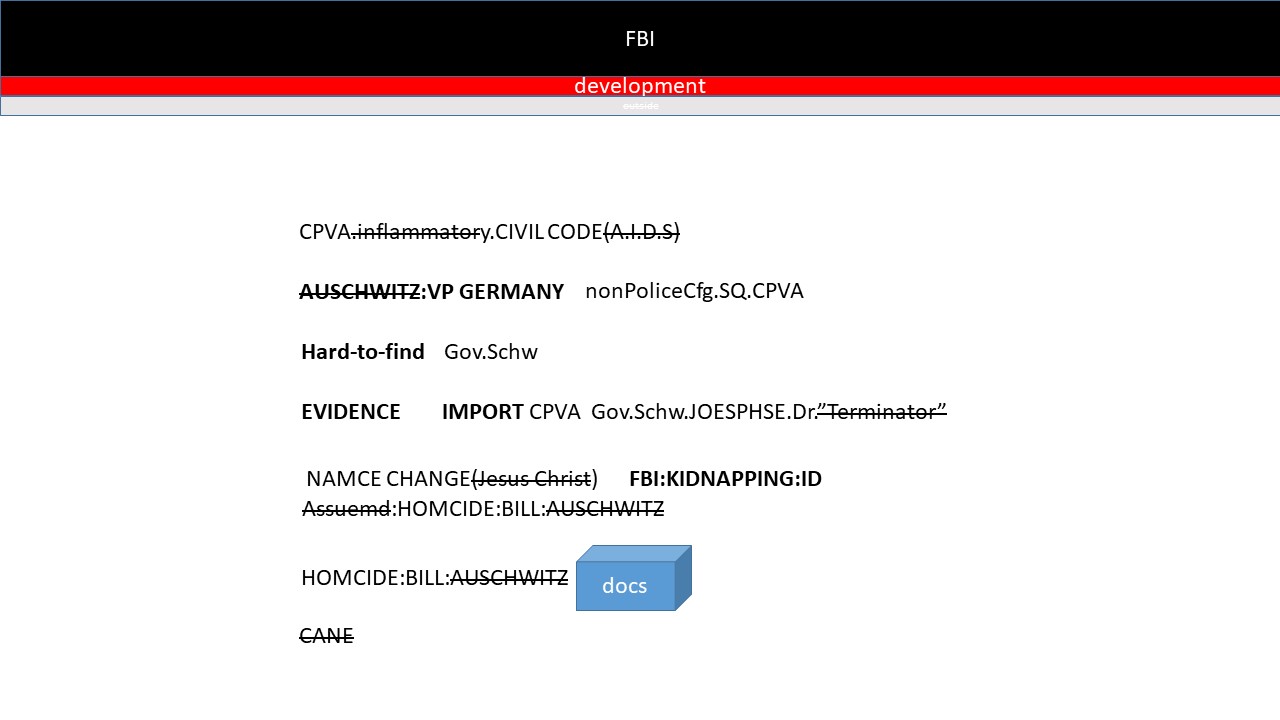 FBI
development
outside
CPVA.inflammatory.CIVIL CODE(A.I.D.S)
AUSCHWITZ:VP GERMANY nonPoliceCfg.SQ.CPVA
Hard-to-find Gov.Schw
EVIDENCE IMPORT CPVA Gov.Schw.JOESPHSE.Dr.”Terminator”
NAMCE CHANGE(Jesus Christ) FBI:KIDNAPPING:ID
Assuemd:HOMCIDE:BILL:AUSCHWITZ
HOMCIDE:BILL:AUSCHWITZ docs
CANE